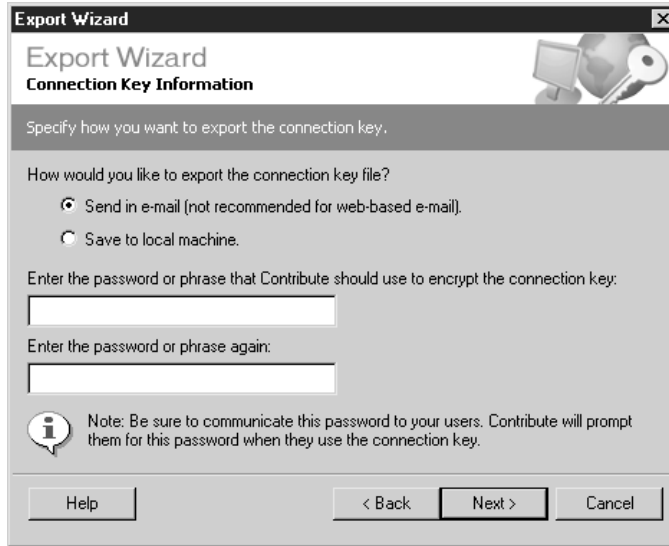 Export Wizard
Export Wizard
Connection Key Information
Specify how you want to export the connection key.
How would you like to export the connection key file?
Send in e-mail (not recommended for web-based e-mail).
Save to local machine.
Enter the password or phrase that Contribute should use to encrypt the connection key:
Enter the password or phrase again:
Note: Be sure to communicate this password to your users. Contribute will prompt
them for this password when they use the connection key.
Help
< Back
Next >
Cancel